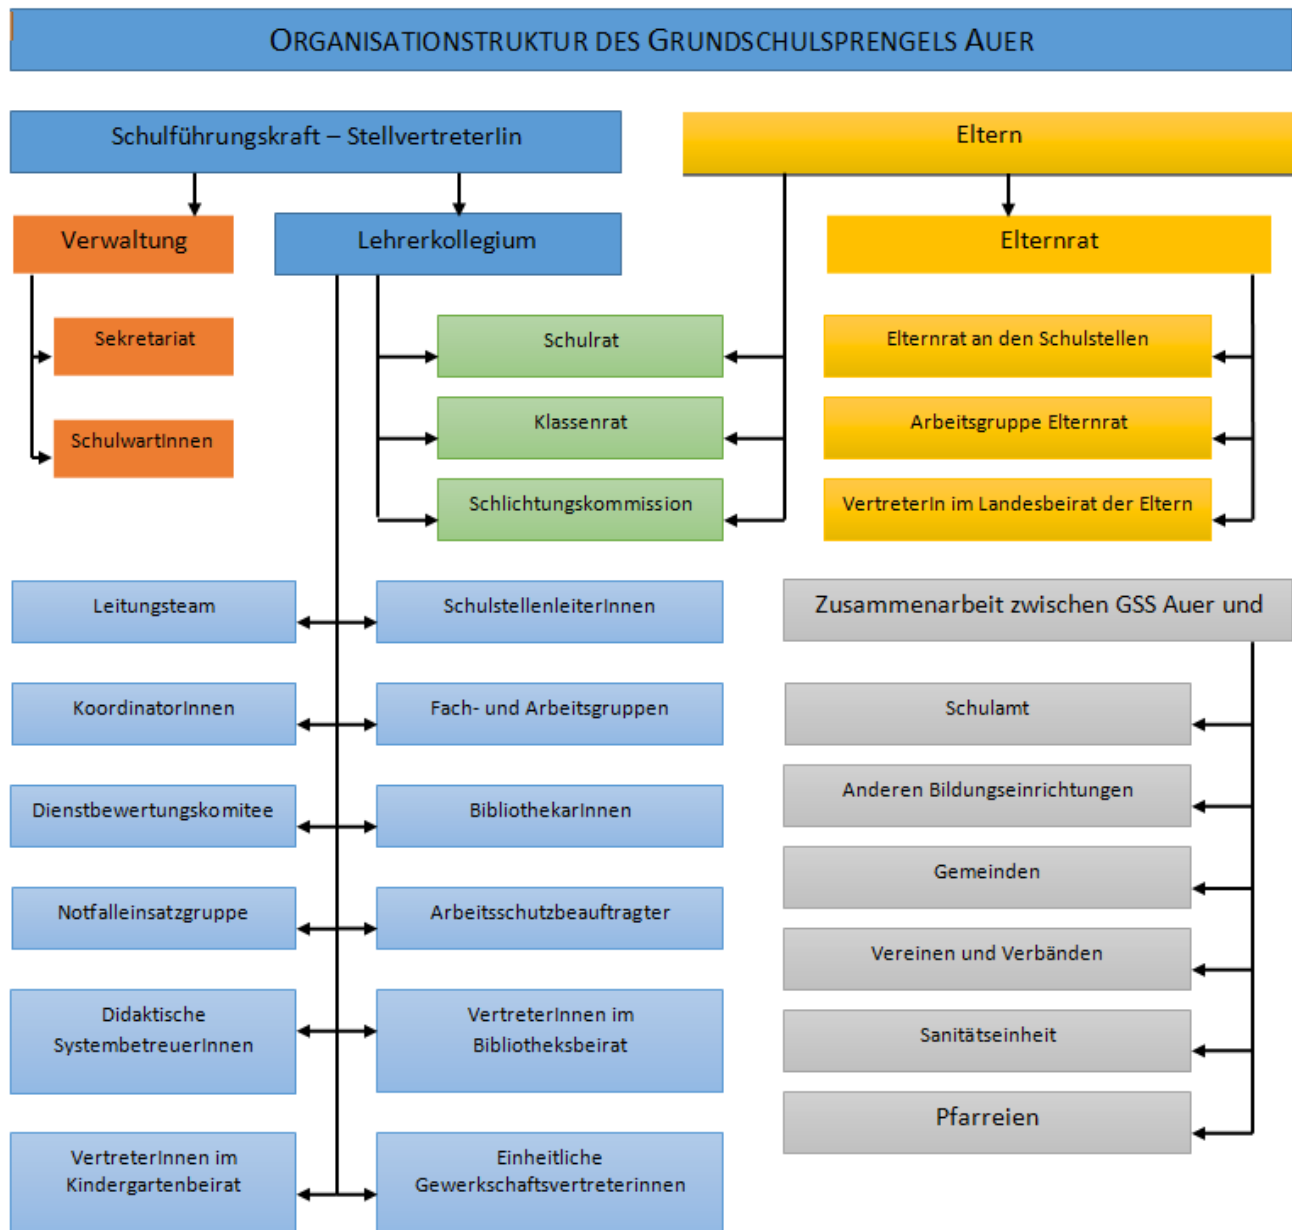 ORGANISATIONSTRUKTUR DES GRUNDSCHULSPRENGELS AUER
Schulführungskraft – StellvertreterIin
Eltern
Verwaltung
Lehrerkollegium
Elternrat
Sekretariat
SchulwartInnen
Schulrat
Klassenrat
Schlichtungskommission
Elternrat an den Schulstellen
Arbeitsgruppe Elternrat
VertreterIn im Landesbeirat der Eltern
Leitungsteam
SchulstellenleiterInnen
KoordinatorInnen
Fach- und Arbeitsgruppen
Dienstbewertungskomitee
BibliothekarInnen
Notfalleinsatzgruppe
Arbeitsschutzbeauftragter
Didaktische
SystembetreuerInnen
VertreterInnen im
Bibliotheksbeirat
VertreterInnen im
Kindergartenbeirat
Einheitliche
Gewerkschaftsvertreterinnen
Zusammenarbeit zwischen GSS Auer und
Schulamt
Anderen Bildungseinrichtungen
Gemeinden
Vereinen und Verbänden
Sanitätseinheit
Pfarreien